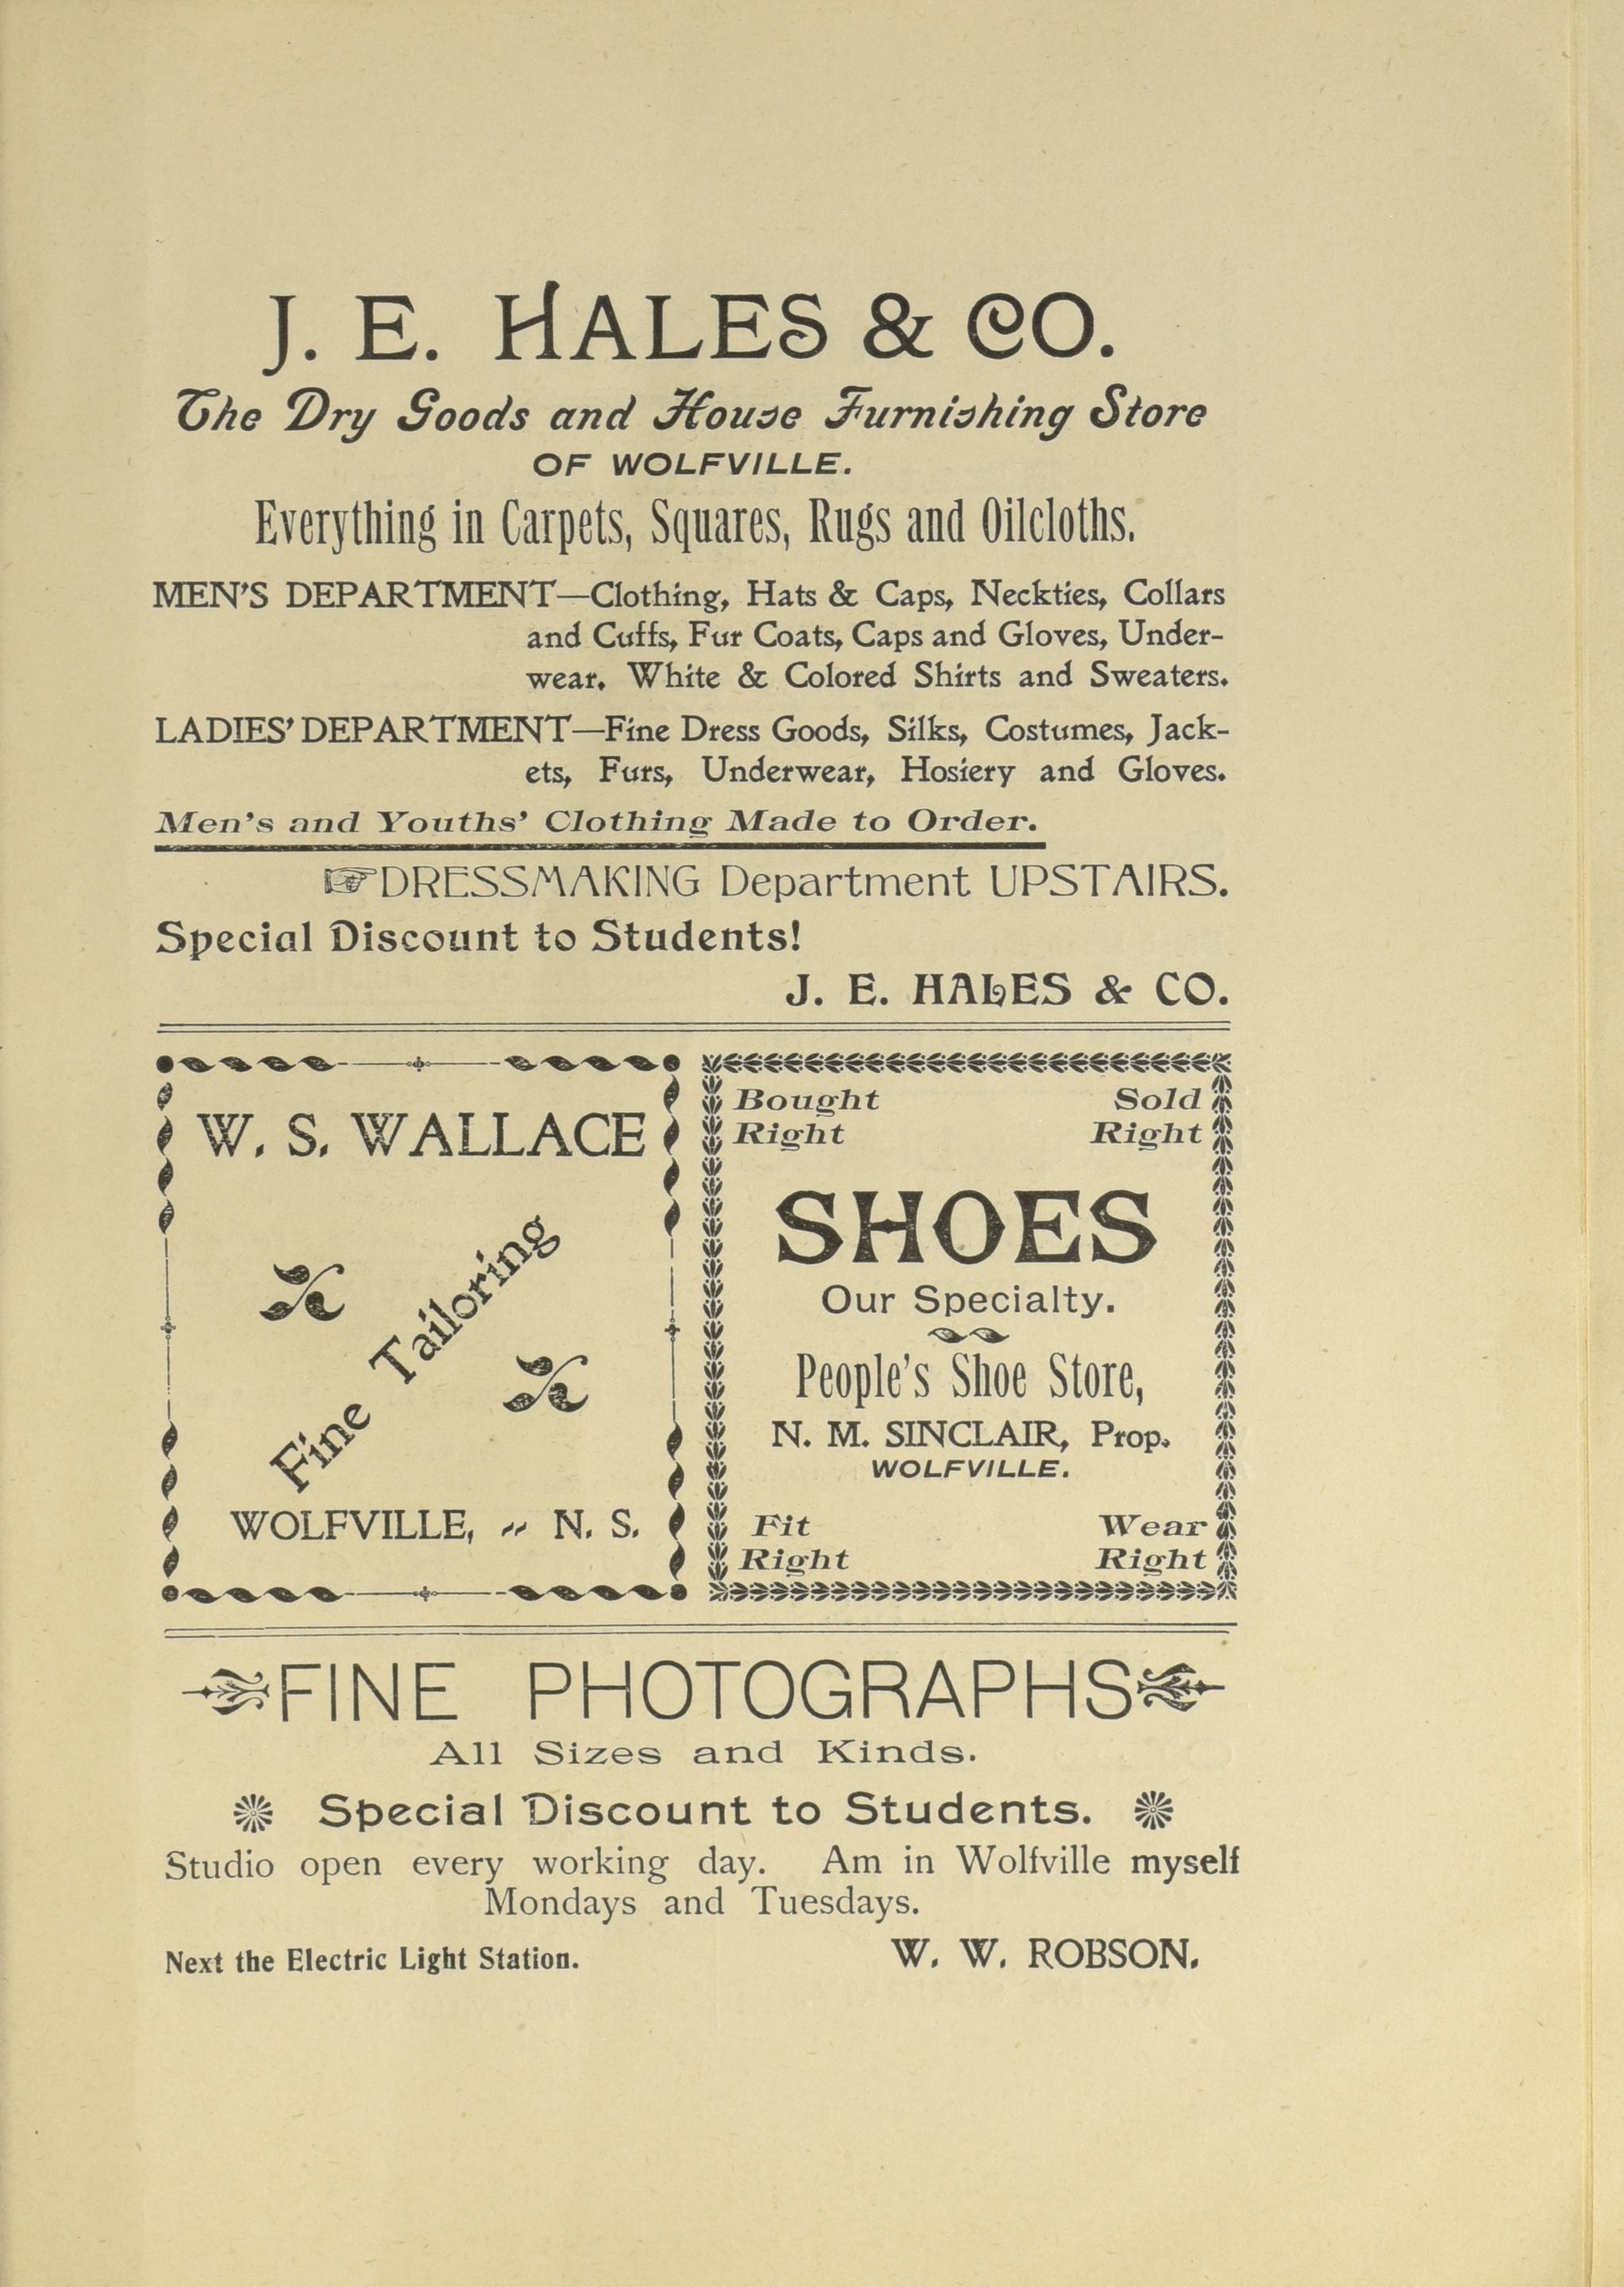 J. E. HALES & CO.
The Dry Goods and House Furnishing Store
OF WOLFVILLE.
Everything in Carpets, Squares, Rugs and Oilcloths.
MEN'S DEPARTMENT—Clothing, Hats & Caps, Neckties, Collars
and Cuffs, Fur Coats, Caps and Gloves, Under-
wear. White & Colored Shirts and Sweaters.
LADIES' DEPARTMENT—Fine Dress Goods, Silks, Costumes, Jack-
ets, Furs, Underwear, Hosiery and Gloves.
Men's and Youths' Clothing Made to Order.
☞DRESSMAKING Department UPSTAIRS.
Special Discount to Students!
J. E. HALES & CO.
W. S. WALLACE
Fine Tailoring
WOLFVILLE, -- N. S.
Bought Sold
Right Right
SHOES
Our Specialty.
People's Shoe Store,
N. M. SINCLAIR, Prop.
WOLFVILLE.
Fit Wear
Right Right
FINE PHOTOGRAPHS
All Sizes and Kinds.
Special Discount to Students.
Studio open every working day. Am in Wolfville myself
Mondays and Tuesdays.
Next the Electric Light Station. W. W. ROBSON.